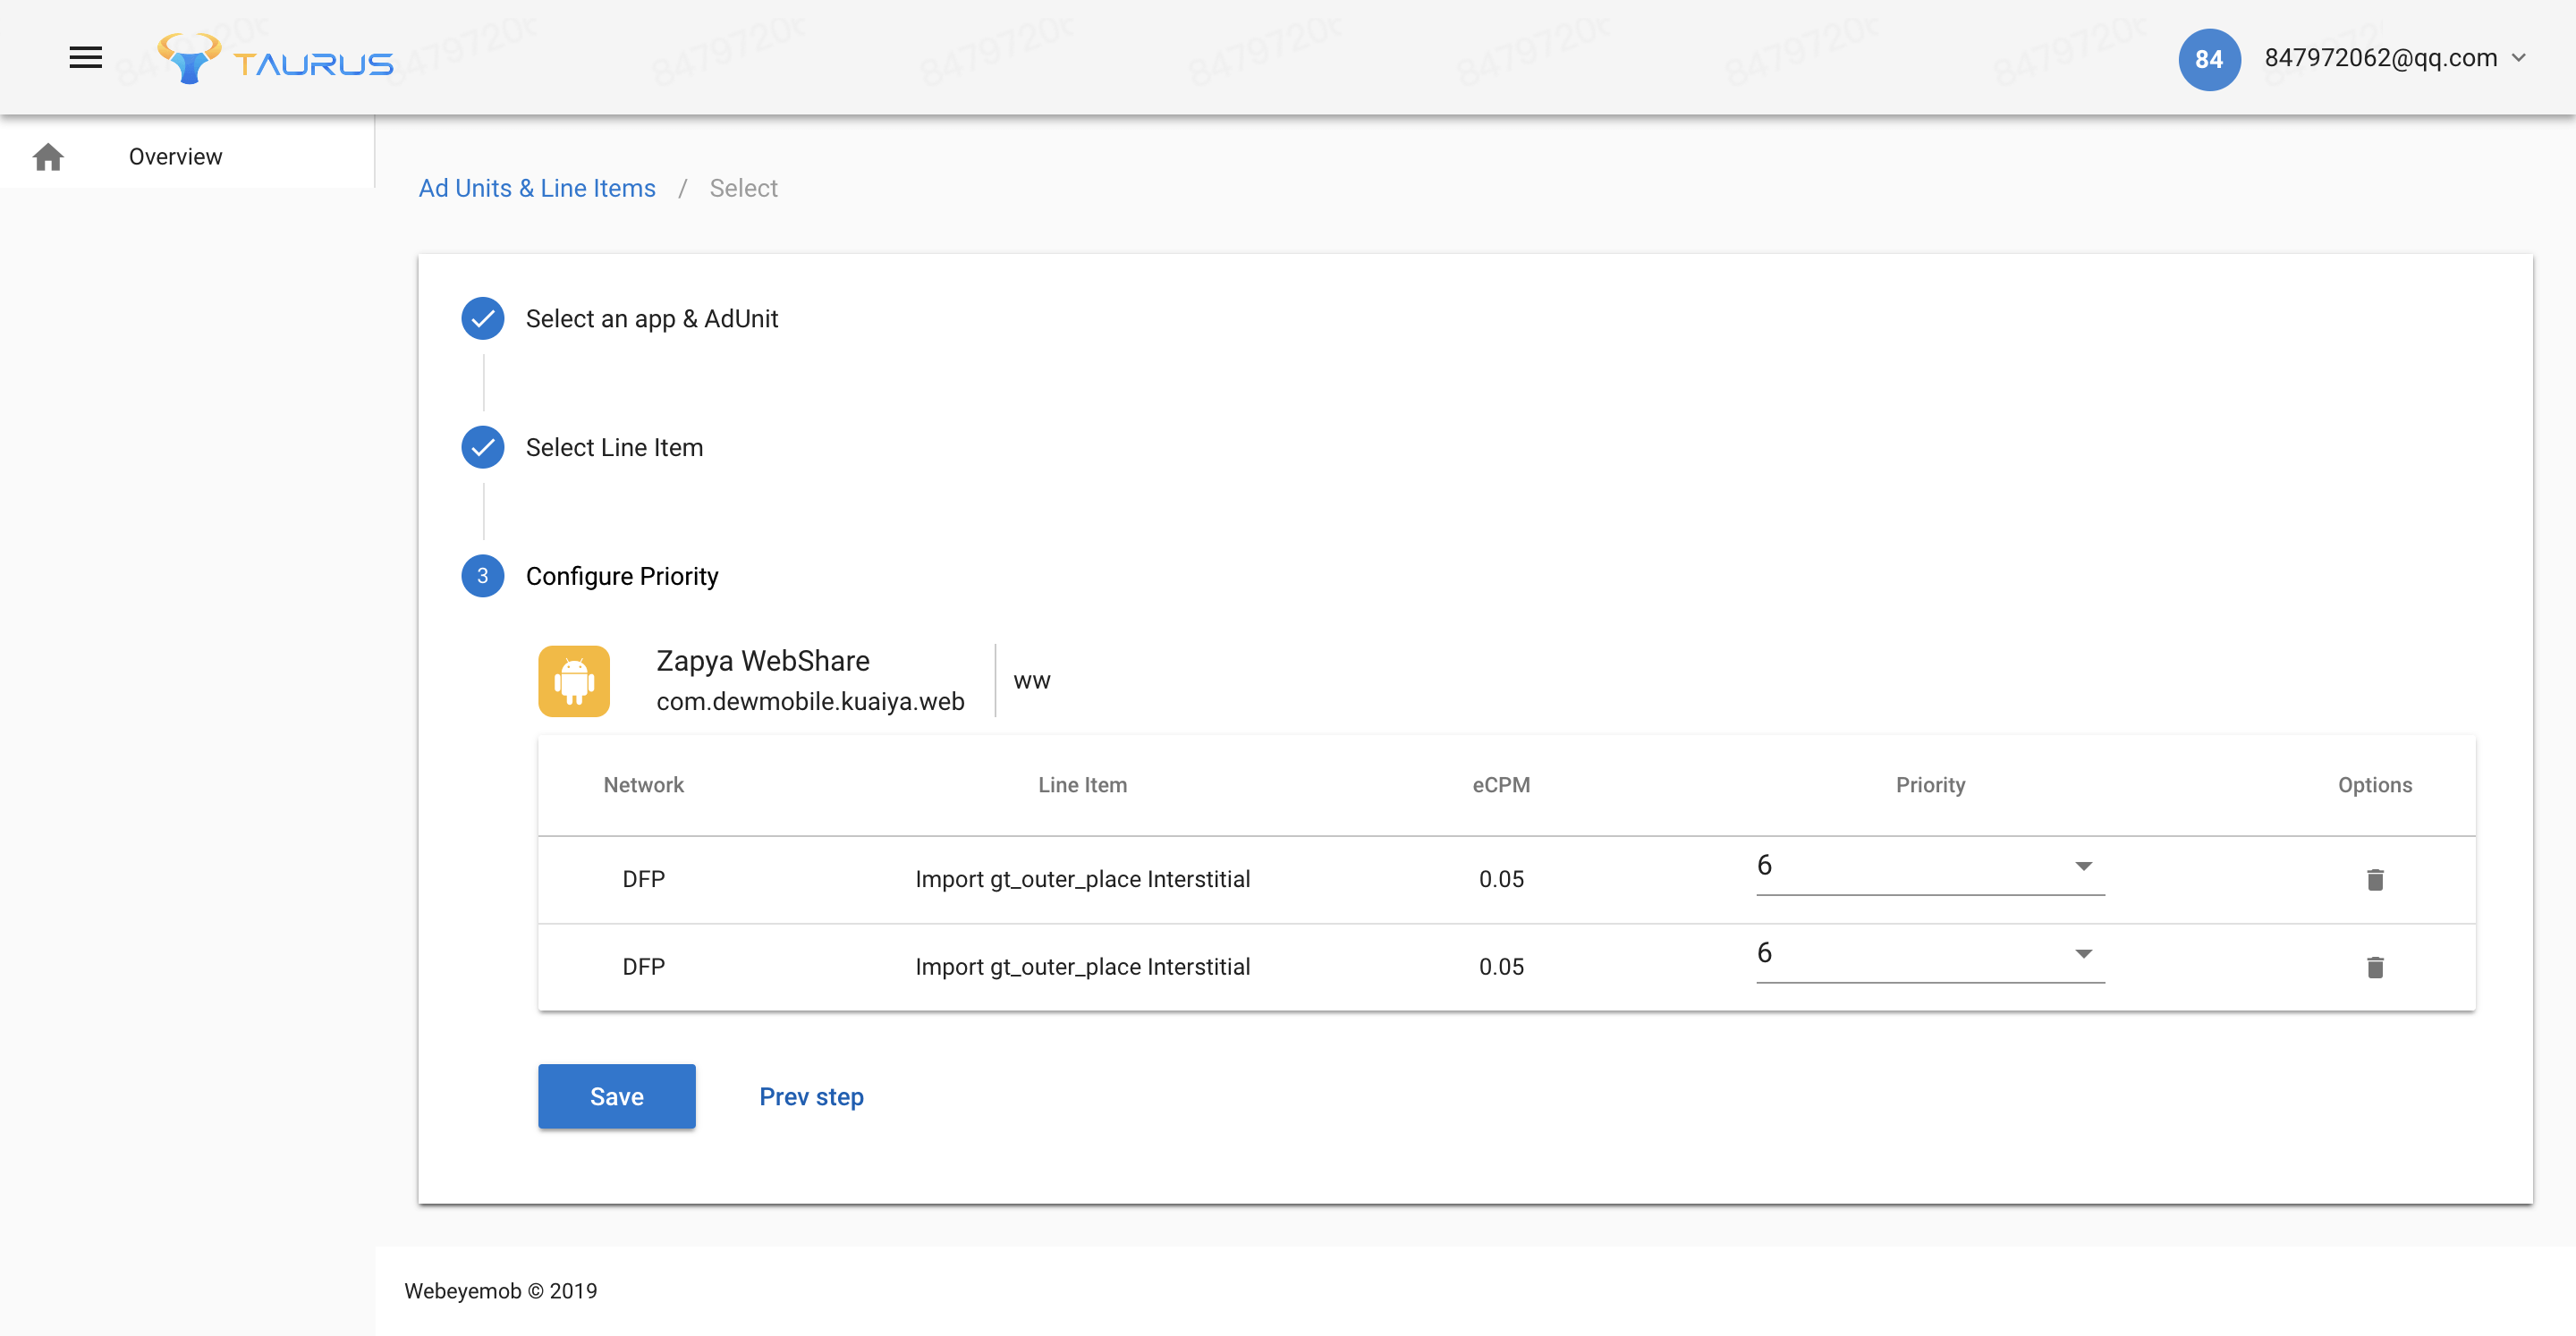 TAURUS
84
847972062@qq.com
Overview
Ad Units & Line Items / Select
Select an app & AdUnit
Select Line Item
3 Configure Priority
Zapya WebShare
com.dewmobile.kuaiya.web
ww
Network Line Item eCPM Priority Options
DFP Import gt_outer_place Interstitial 0.05 6
DFP Import gt_outer_place Interstitial 0.05 6
Save Prev step
Webeyemob © 2019